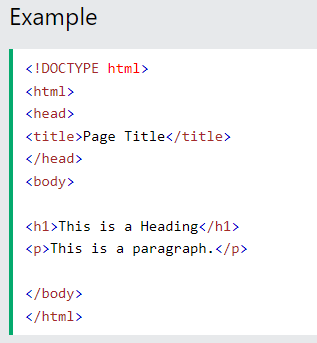 Example
<!DOCTYPE html>
<html>
<head>
<title>Page Title</title>
</head>
<body>
<h1>This is a Heading</h1>
<p>This is a paragraph.</p>
</body>
</html>